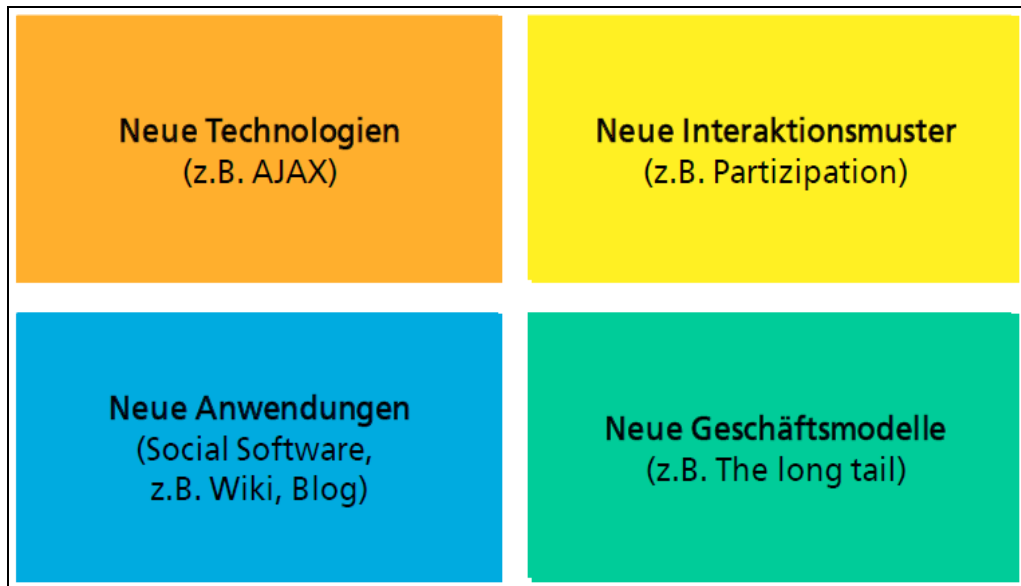 Neue Technologien
(z.B. AJAX)
Neue Interaktionsmuster
(z.B. Partizipation)
Neue Anwendungen
(Social Software,
z.B. Wiki, Blog)
Neue Geschäftsmodelle
(z.B. The long tail)